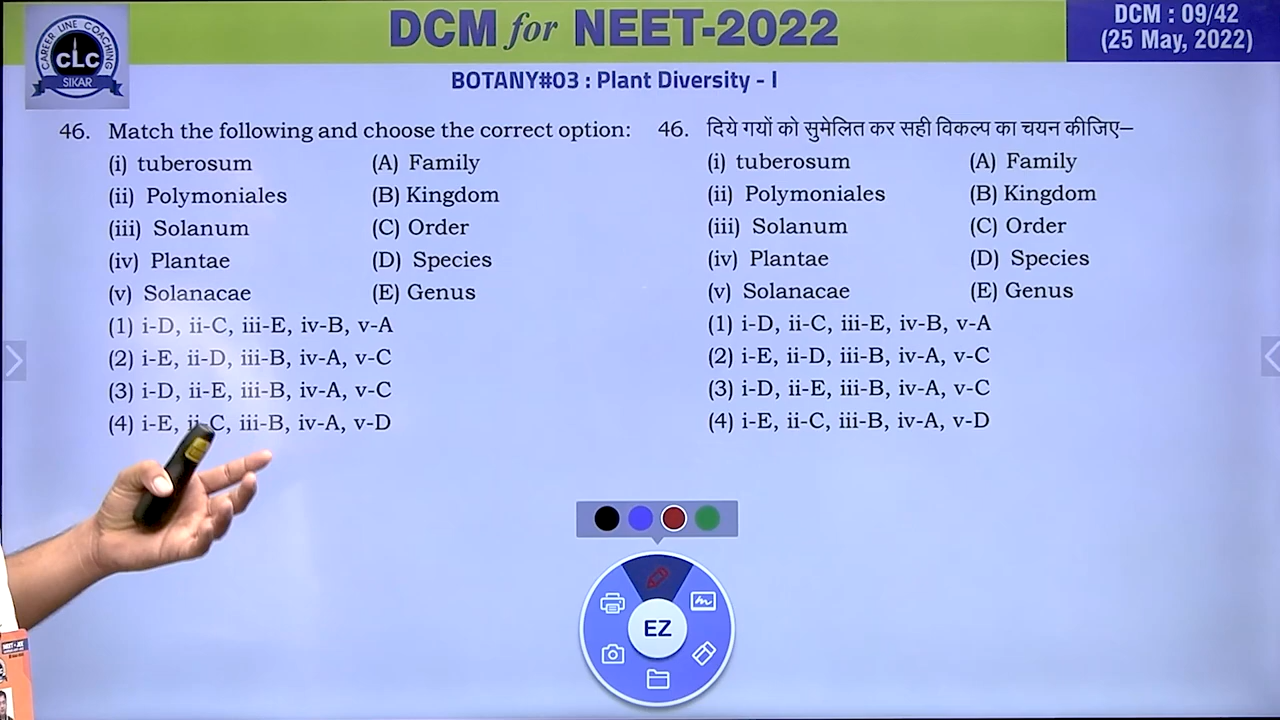 CAREER LINE COACHING
CLC
SIKAR
DCM for NEET-2022
DCM : 09/42
(25 May, 2022)
BOTANY#03 : Plant Diversity - I
46. Match the following and choose the correct option:
(i) tuberosum (A) Family
(ii) Polymoniales (B) Kingdom
(iii) Solanum (C) Order
(iv) Plantae (D) Species
(v) Solanacae (E) Genus
(1) i-D, ii-C, iii-E, iv-B, v-A
(2) i-E, ii-D, iii-B, iv-A, v-C
(3) i-D, ii-E, iii-B, iv-A, v-C
(4) i-E, ii-C, iii-B, iv-A, v-D
46. दिये गयों को सुमेलित कर सही विकल्प का चयन कीजिए–
(i) tuberosum (A) Family
(ii) Polymoniales (B) Kingdom
(iii) Solanum (C) Order
(iv) Plantae (D) Species
(v) Solanacae (E) Genus
(1) i-D, ii-C, iii-E, iv-B, v-A
(2) i-E, ii-D, iii-B, iv-A, v-C
(3) i-D, ii-E, iii-B, iv-A, v-C
(4) i-E, ii-C, iii-B, iv-A, v-D
EZ